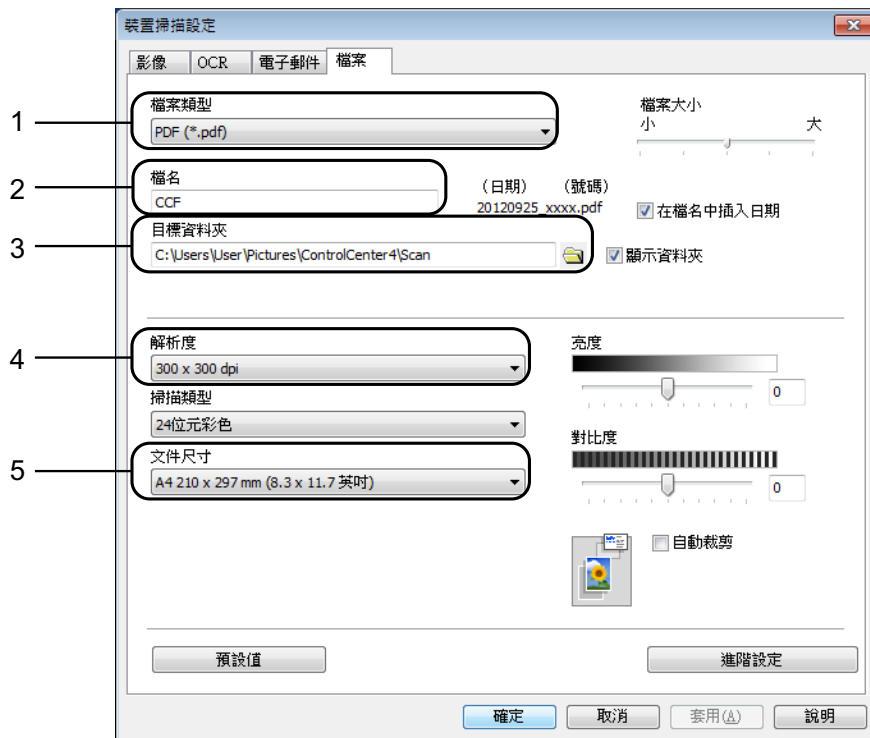 裝置掃描設定
影像 OCR 電子郵件 檔案
1
檔案類型
PDF (*.pdf)
檔案大小
小 大
2
檔名
CCF
(日期) (號碼)
20120925_xxxx.pdf
在檔名中插入日期
3
目標資料夾
C:\Users\User\Pictures\ControlCenter4\Scan
顯示資料夾
4
解析度
300 x 300 dpi
亮度
0
掃描類型
24位元彩色
對比度
0
5
文件尺寸
A4 210 x 297 mm (8.3 x 11.7 英吋)
自動裁剪
預設值 進階設定
確定 取消 套用(A) 說明